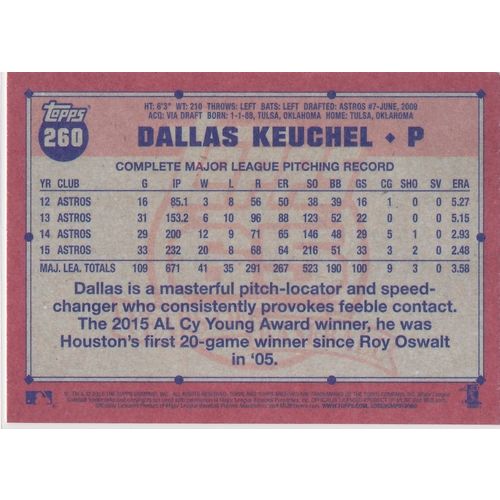 Topps
260
HT: 6'3" WT: 210 THROWS: LEFT BATS: LEFT DRAFTED: ASTROS #7-JUNE, 2009
ACQ: VIA DRAFT BORN: 1-1-88, TULSA, OKLAHOMA HOME: TULSA, OKLAHOMA
DALLAS KEUCHEL • P
COMPLETE MAJOR LEAGUE PITCHING RECORD
YR CLUB G IP W L R ER SO BB GS CG SHO SV ERA
12 ASTROS 16 85.1 3 8 56 50 38 39 16 1 0 0 5.27
13 ASTROS 31 153.2 6 10 96 88 123 52 22 0 0 0 5.15
14 ASTROS 29 200 12 9 71 65 146 48 29 5 1 0 2.93
15 ASTROS 33 232 20 8 68 64 216 51 33 3 2 0 2.48
MAJ. LEA. TOTALS 109 671 41 35 291 267 523 190 100 9 3 0 3.58
Dallas is a masterful pitch-locator and speed-
changer who consistently provokes feeble contact.
The 2015 AL Cy Young Award winner, he was
Houston's first 20-game winner since Roy Oswalt
in '05.